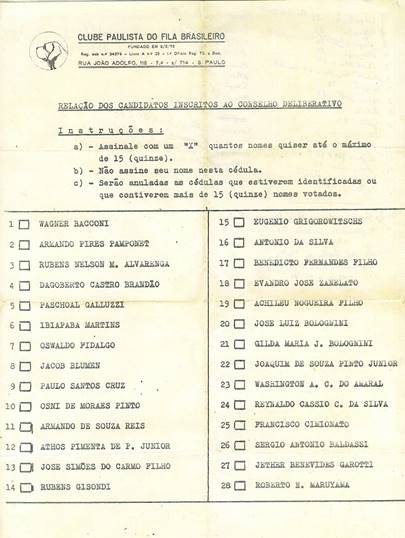 CLUBE PAULISTA DO FILA BRASILEIRO
RUA JOÃO ADOLFO, 118 - 7.º - s/ 714 - S. PAULO
RELAÇÃO DOS CANDIDATOS INSCRITOS AO CONSELHO DELIBERATIVO
Instruções:
a) - Assinale com um "X" quantos nomes quiser até o máximo
de 15 (quinze).
b) - Não assine seu nome nesta cédula.
c) - Serão anuladas as cédulas que estiverem identificadas ou
que contiverem mais de 15 (quinze) nomes votados.
1 WAGNER BACCONI
2 ARMANDO PIRES PAMPONET
3 RUBENS NELSON M. ALVARENGA
4 DAGOBERTO CASTRO BRANDÃO
5 PASCHOAL GALLUZZI
6 IBIAPABA MARTINS
7 OSWALDO FIDALGO
8 JACOB BLUMEN
9 PAULO SANTOS CRUZ
10 OSNI DE MORAES PINTO
11 ARMANDO DE SOUZA REIS
12 ATHOS PIMENTA DE P. JUNIOR
13 JOSE SIMÕES DO CARMO FILHO
14 RUBENS GISONDI
15 EUGENIO GRIGOROWITSCHS
16 ANTONIO DA SILVA
17 BENEDICTO FERNANDES FILHO
18 EVANDRO JOSE ZANELATO
19 ACHILEU NOGUEIRA FILHO
20 JOSE LUIZ BOLOGNINI
21 GILDA MARIA J. BOLOGNINI
22 JOAQUIM DE SOUZA PINTO JUNIOR
23 WASHINGTON A. C. DO AMARAL
24 REYNALDO CASSIO C. DA SILVA
25 FRANCISCO CIMIONATO
26 SERGIO ANTONIO BALDASSI
27 JETHER BENEVIDES GAROTTI
28 ROBERTO N. MARUYAMA